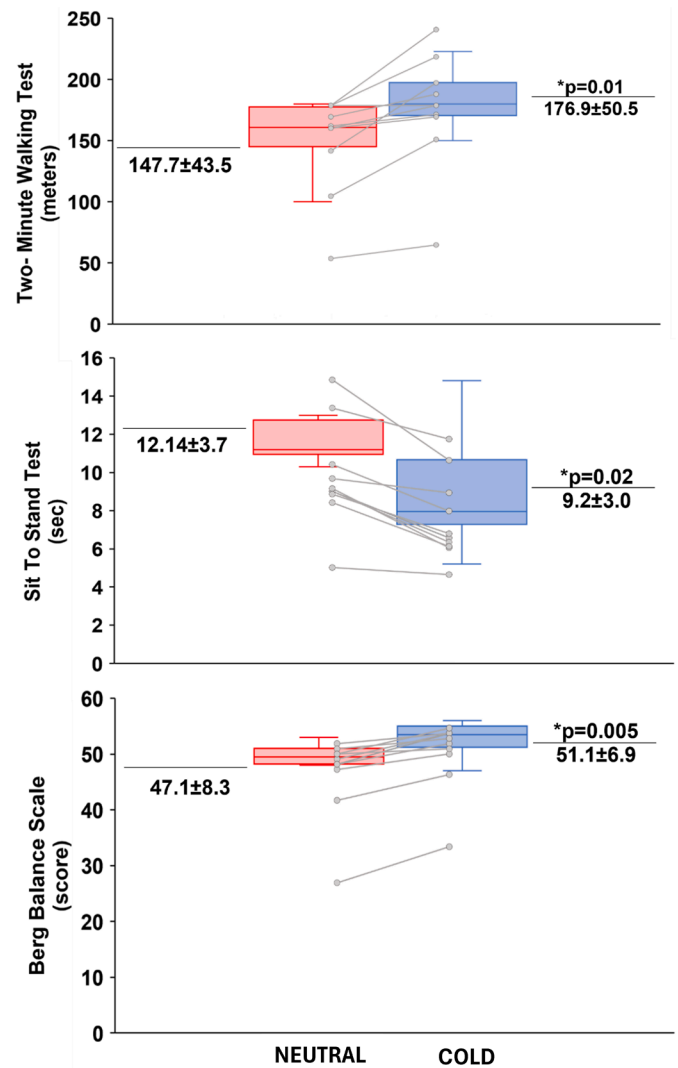 250
200
150
100
50
0
Two- Minute Walking Test
(meters)
147.7±43.5
*p=0.01
176.9±50.5
16
14
12
10
8
6
4
2
0
Sit To Stand Test
(sec)
12.14±3.7
*p=0.02
9.2±3.0
60
50
40
30
20
10
0
Berg Balance Scale
(score)
47.1±8.3
*p=0.005
51.1±6.9
NEUTRAL
COLD